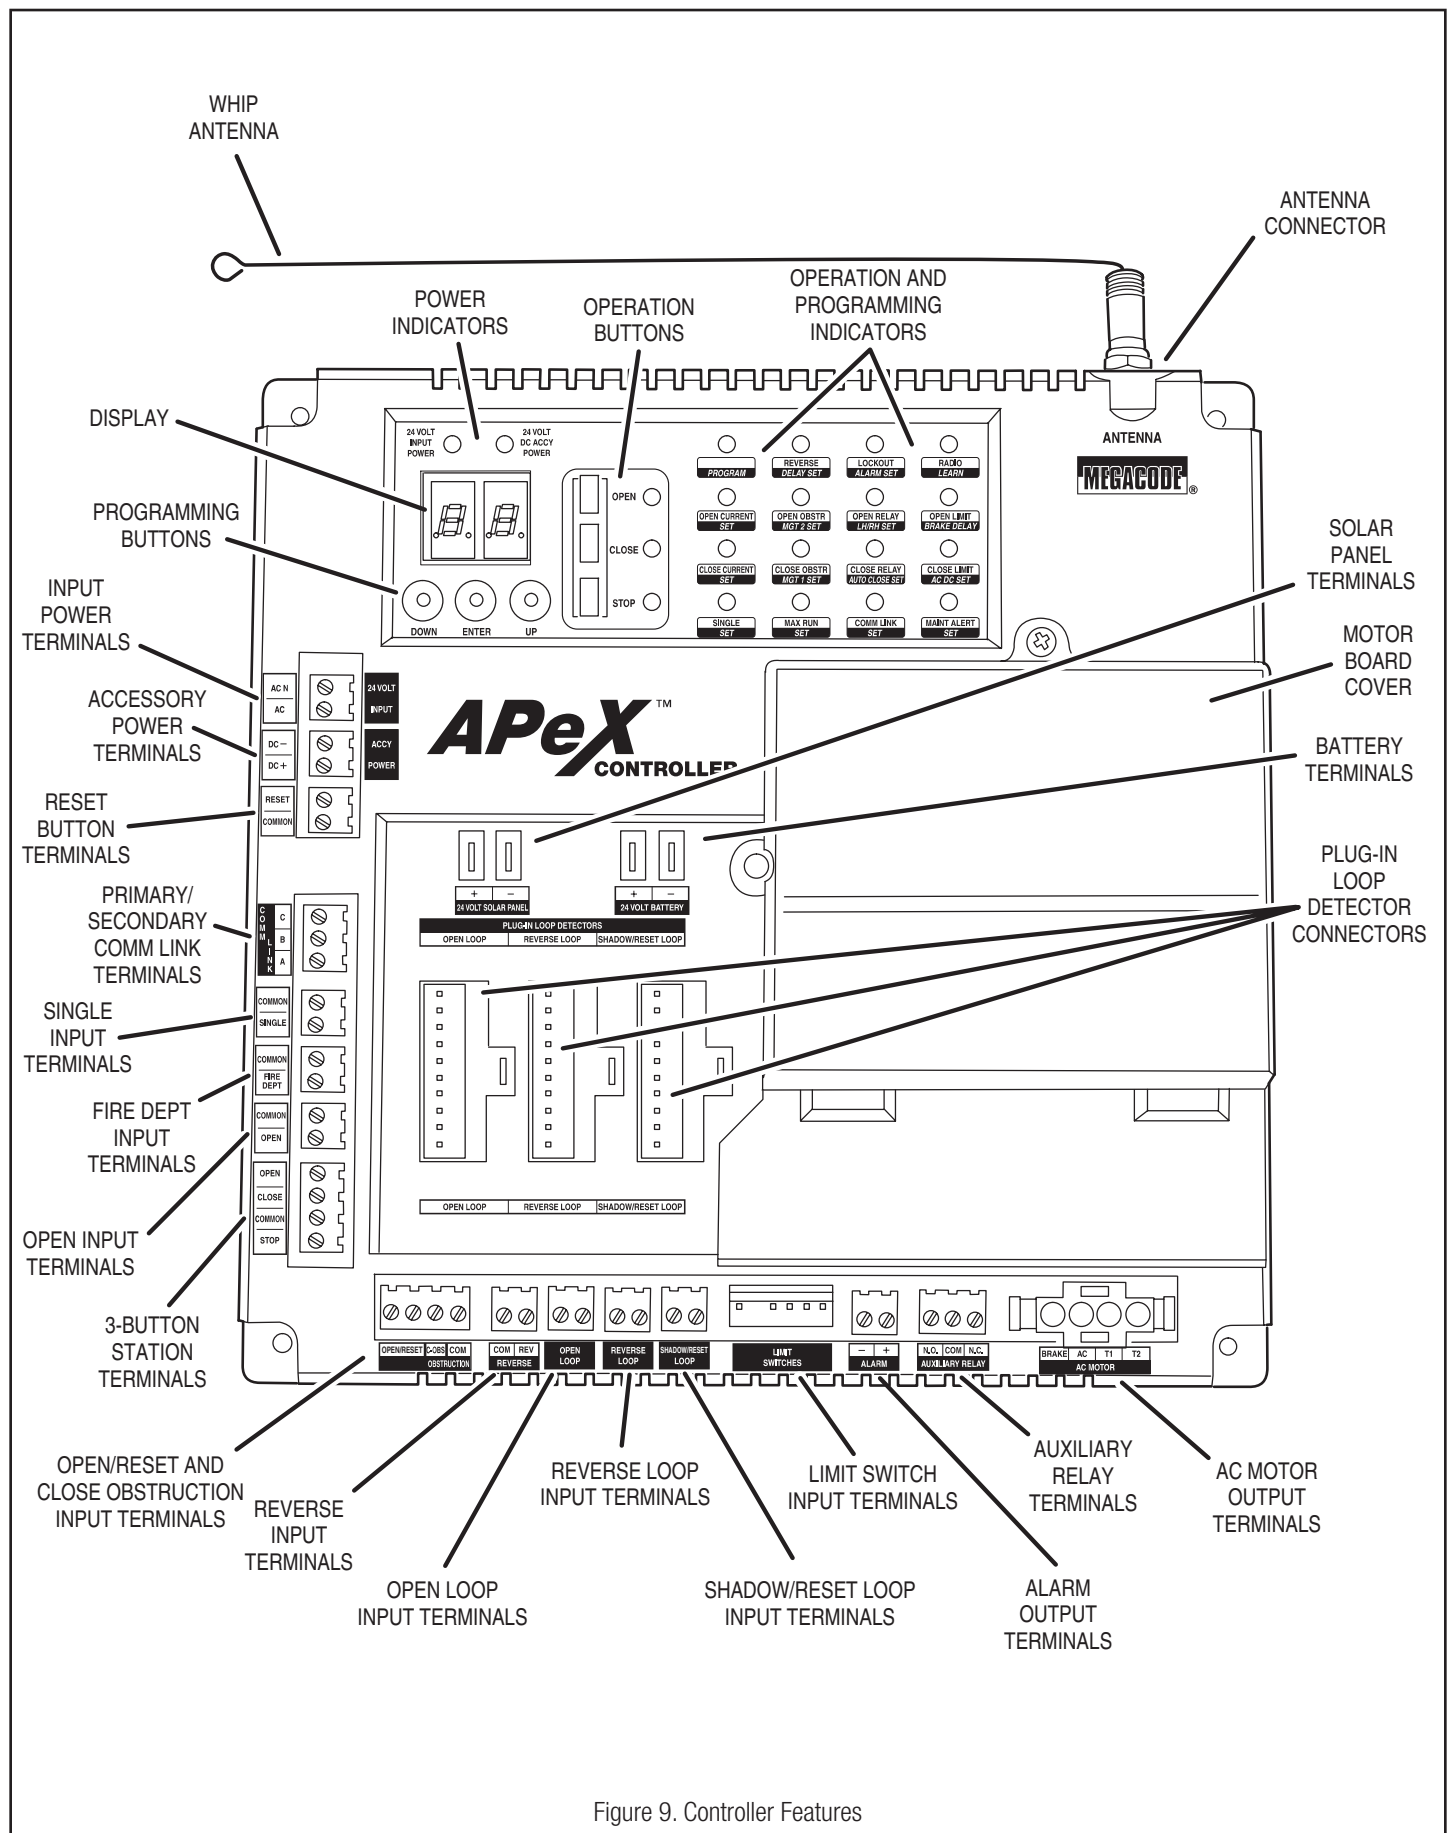 WHIP
ANTENNA
ANTENNA
CONNECTOR
POWER
INDICATORS
OPERATION
BUTTONS
OPERATION AND
PROGRAMMING
INDICATORS
DISPLAY
PROGRAMMING
BUTTONS
INPUT
POWER
TERMINALS
ACCESSORY
POWER
TERMINALS
RESET
BUTTON
TERMINALS
PRIMARY/
SECONDARY
COMM LINK
TERMINALS
SINGLE
INPUT
TERMINALS
FIRE DEPT
INPUT
TERMINALS
OPEN INPUT
TERMINALS
3-BUTTON
STATION
TERMINALS
24 VOLT
INPUT
POWER
24 VOLT
DC ACCY
POWER
8. 8.
DOWN ENTER UP
OPEN
CLOSE
STOP
PROGRAM
REVERSE
DELAY SET
LOCKOUT
ALARM SET
RADIO
LEARN
OPEN CURRENT
SET
OPEN OBSTR
MGT 2 SET
OPEN RELAY
LH/RH SET
OPEN LIMIT
BRAKE DELAY
CLOSE CURRENT
SET
CLOSE OBSTR
MGT 1 SET
CLOSE RELAY
AUTO CLOSE SET
CLOSE LIMIT
AC DC SET
SINGLE
SET
MAX RUN
SET
COMM LINK
SET
MAINT ALERT
SET
ANTENNA
MEGACODE®
SOLAR
PANEL
TERMINALS
MOTOR
BOARD
COVER
BATTERY
TERMINALS
PLUG-IN
LOOP
DETECTOR
CONNECTORS
AC N
AC
24 VOLT
INPUT
DC –
DC +
ACCY
POWER
RESET
COMMON
APeX™
CONTROLLER
COMM LINK
C
B
A
COMMON
SINGLE
COMMON
FIRE
DEPT
COMMON
OPEN
OPEN
CLOSE
COMMON
STOP
+ –
24 VOLT SOLAR PANEL
+ –
24 VOLT BATTERY
PLUG-IN LOOP DETECTORS
OPEN LOOP REVERSE LOOP SHADOW/RESET LOOP
OPEN LOOP REVERSE LOOP SHADOW/RESET LOOP
OPEN/RESET C-OBS COM
OBSTRUCTION
COM REV
REVERSE
OPEN
LOOP
REVERSE
LOOP
SHADOW/RESET
LOOP
LIMIT
SWITCHES
– +
ALARM
N.O. COM N.C.
AUXILIARY RELAY
BRAKE AC T1 T2
AC MOTOR
OPEN/RESET AND
CLOSE OBSTRUCTION
INPUT TERMINALS
REVERSE
INPUT
TERMINALS
OPEN LOOP
INPUT TERMINALS
REVERSE LOOP
INPUT TERMINALS
SHADOW/RESET LOOP
INPUT TERMINALS
LIMIT SWITCH
INPUT TERMINALS
ALARM
OUTPUT
TERMINALS
AUXILIARY
RELAY
TERMINALS
AC MOTOR
OUTPUT
TERMINALS
Figure 9. Controller Features